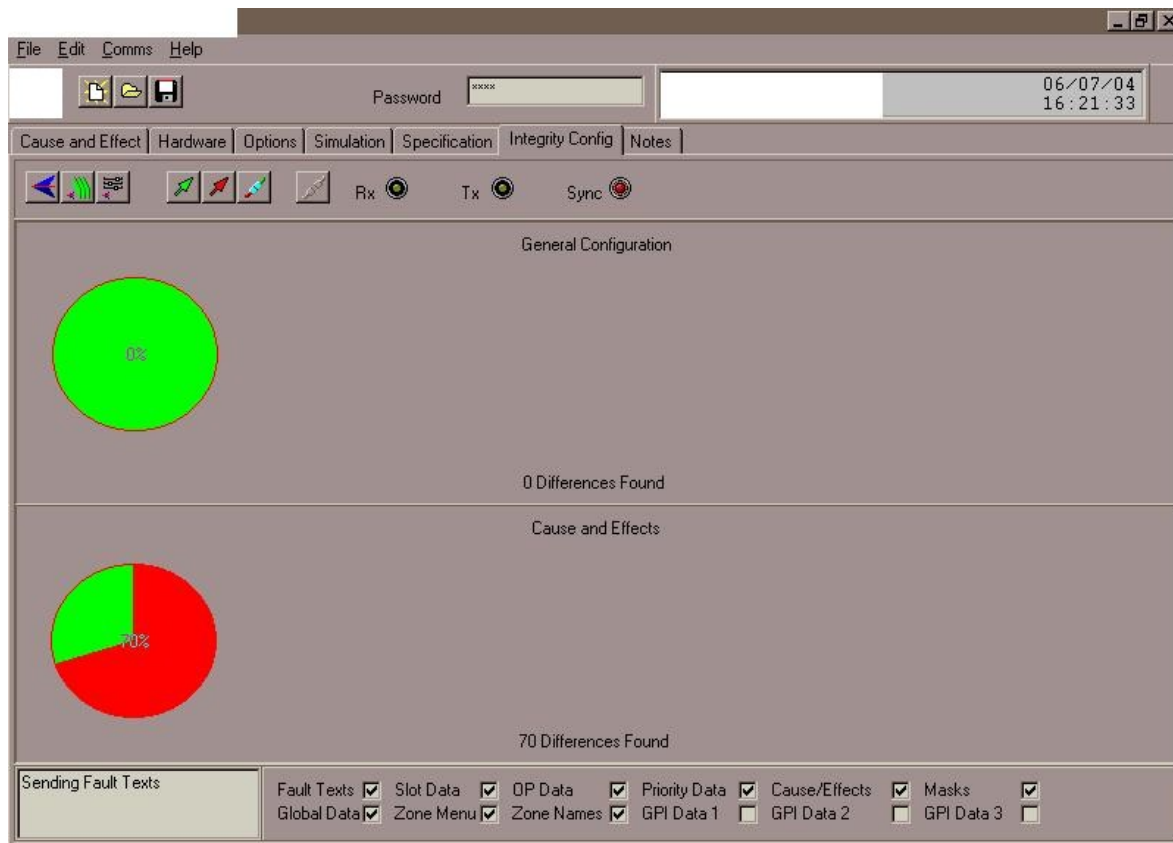 File Edit Comms Help
Password ****
06/07/04
16:21:33
Cause and Effect Hardware Options Simulation Specification Integrity Config Notes
Rx Tx Sync
General Configuration
0%
0 Differences Found
Cause and Effects
70%
70 Differences Found
Sending Fault Texts
Fault Texts Slot Data OP Data Priority Data Cause/Effects Masks
Global Data Zone Menu Zone Names GPI Data 1 GPI Data 2 GPI Data 3